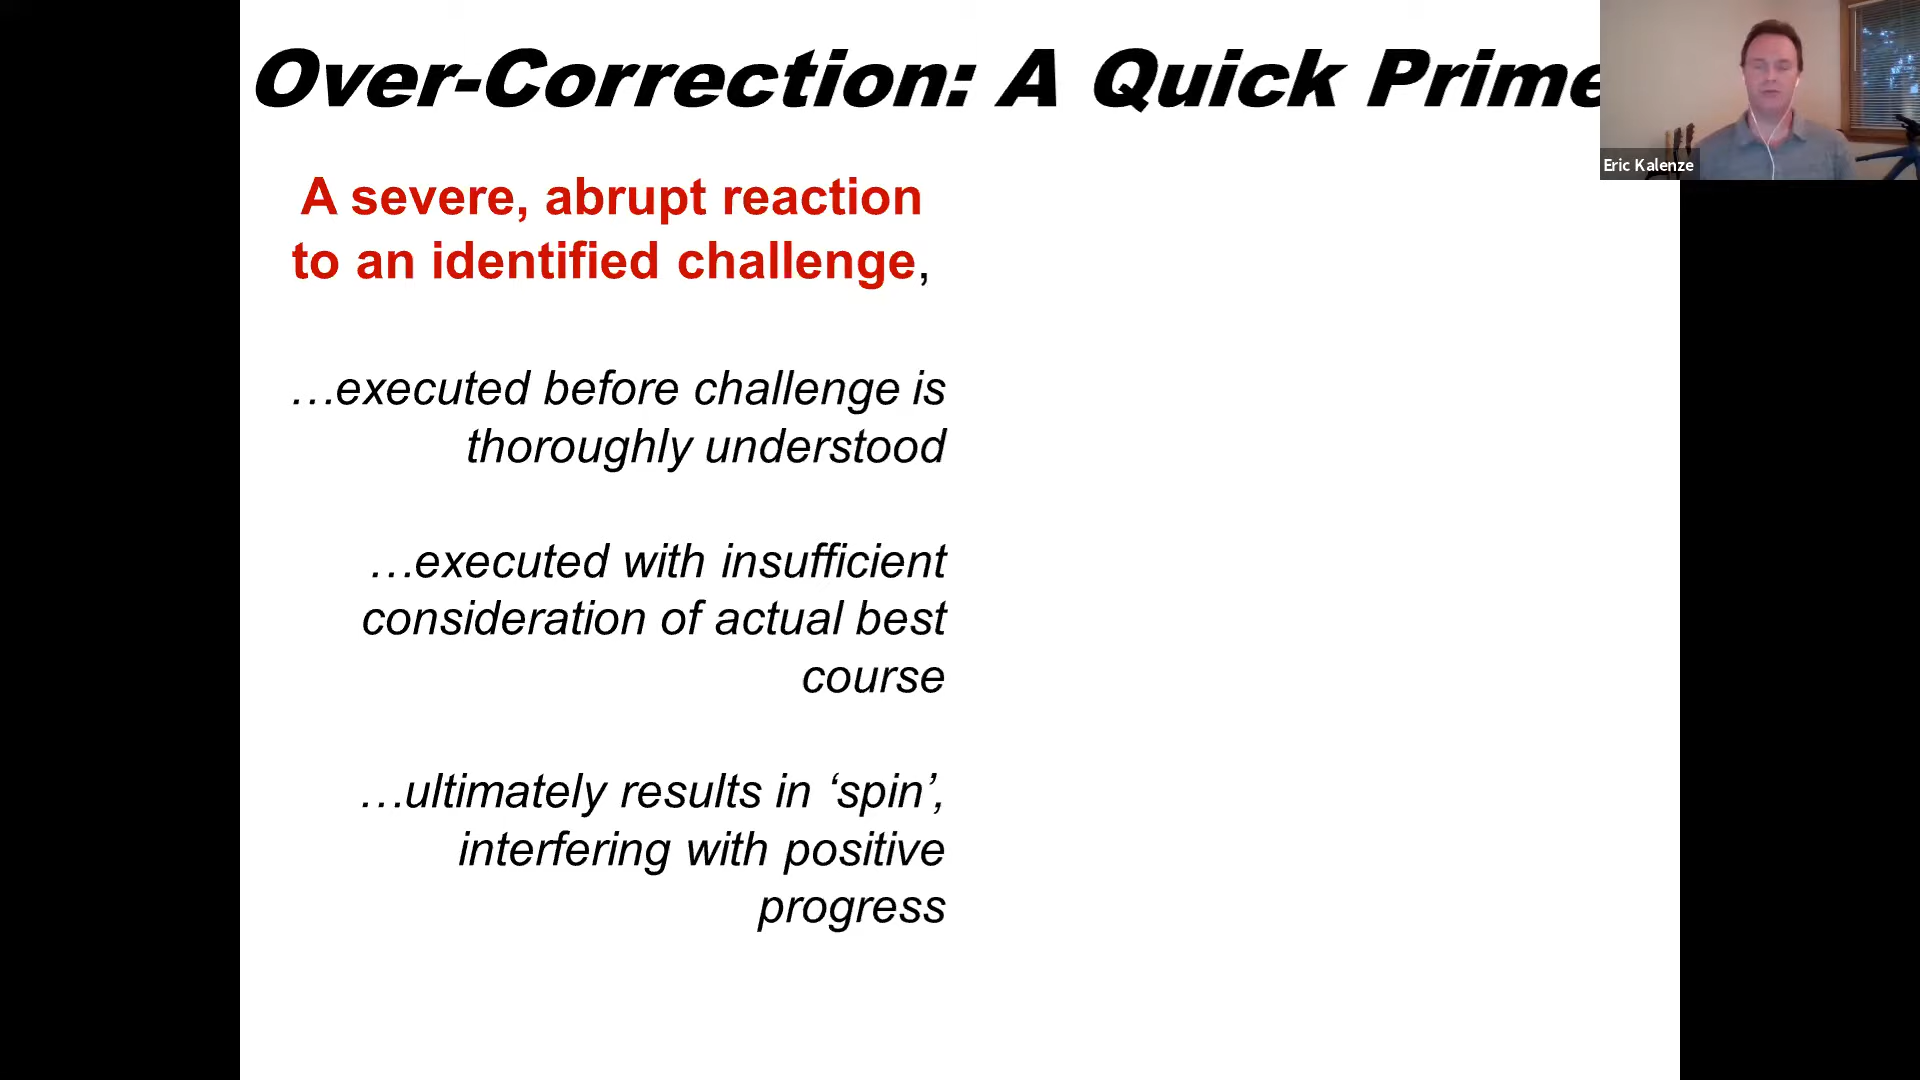 Over-Correction: A Quick Prime
Eric Kalenze
A severe, abrupt reaction
to an identified challenge,
…executed before challenge is
thoroughly understood
…executed with insufficient
consideration of actual best
course
…ultimately results in ‘spin’,
interfering with positive
progress